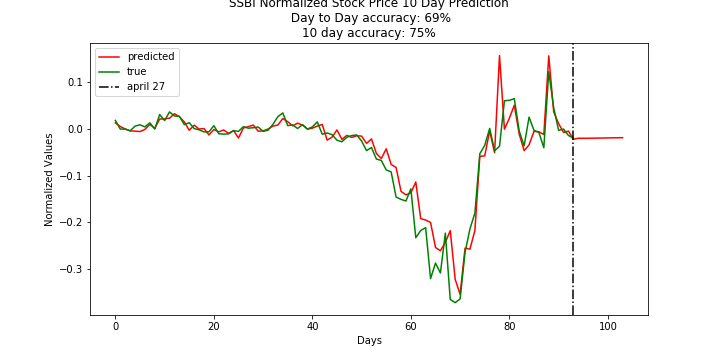 SSBI Normalized Stock Price 10 Day Prediction
Day to Day accuracy: 69%
10 day accuracy: 75%
predicted
true
april 27
0.1
0.0
−0.1
−0.2
−0.3
Normalized Values
0
20
40
60
80
100
Days